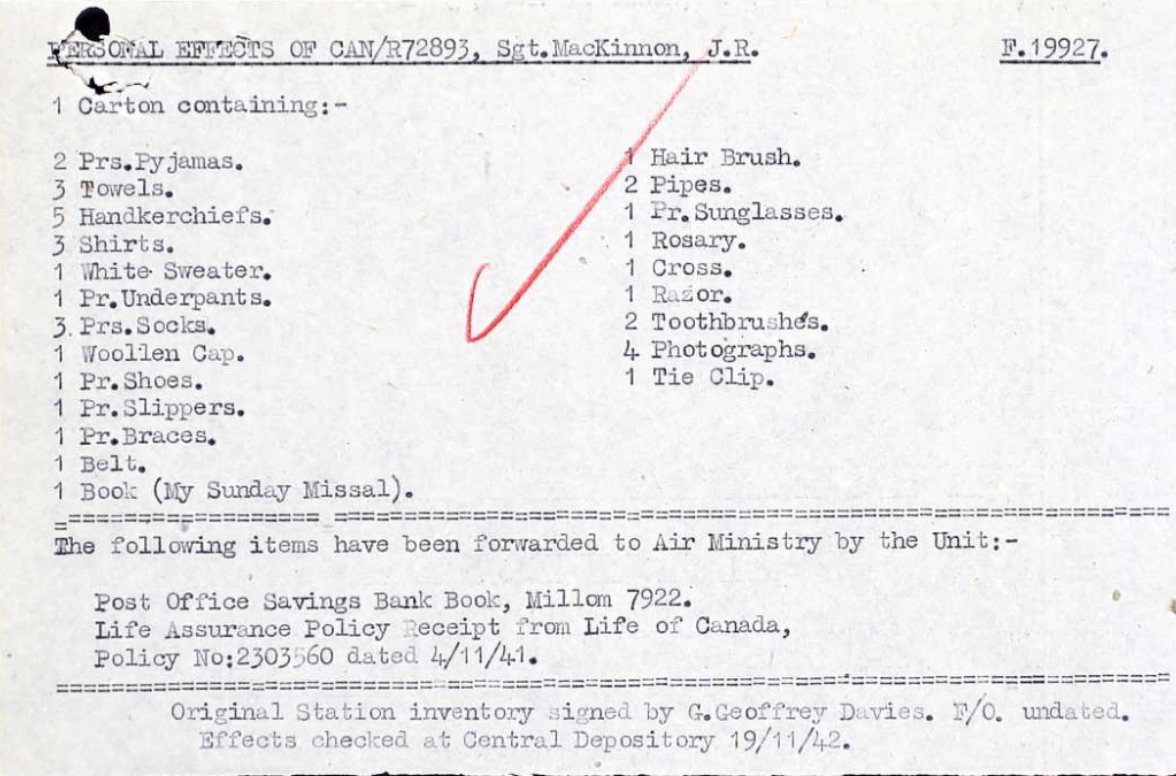 PERSONAL EFFECTS OF CAN/R72893, Sgt.MacKinnon, J.R. F.19927.
1 Carton containing:-
2 Prs.Pyjamas.
3 Towels.
5 Handkerchiefs.
3 Shirts.
1 White Sweater.
1 Pr.Underpants.
3.Prs.Socks.
1 Woollen Cap.
1 Pr.Shoes.
1 Pr.Slippers.
1 Pr.Braces.
1 Belt.
1 Book (My Sunday Missal).
1 Hair Brush.
2 Pipes.
1 Pr.Sunglasses.
1 Rosary.
1 Cross.
1 Razor.
2 Toothbrushes.
4 Photographs.
1 Tie Clip.
The following items have been forwarded to Air Ministry by the Unit:-
Post Office Savings Bank Book, Millom 7922.
Life Assurance Policy Receipt from Life of Canada,
Policy No:2303560 dated 4/11/41.
Original Station inventory signed by G.Geoffrey Davies. F/O. undated.
Effects checked at Central Depository 19/11/42.